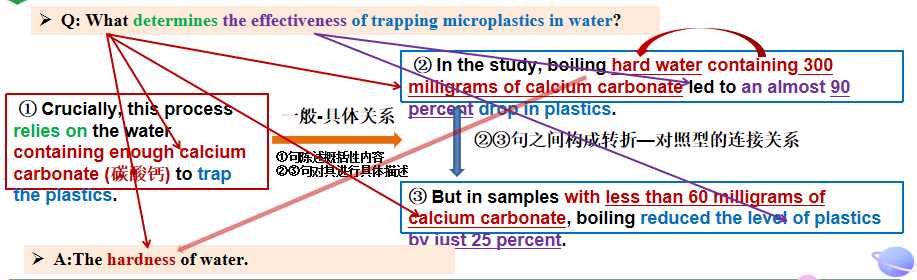 ➢ Q: What determines the effectiveness of trapping microplastics in water?
② In the study, boiling hard water containing 300
milligrams of calcium carbonate led to an almost 90
percent drop in plastics.
① Crucially, this process
relies on the water
containing enough calcium
carbonate (碳酸钙) to trap
the plastics.
一般-具体关系
①句陈述概括性内容
②③句对其进行具体描述
②③句之间构成转折—对照型的连接关系
③ But in samples with less than 60 milligrams of
calcium carbonate, boiling reduced the level of plastics
by just 25 percent.
➢ A:The hardness of water.